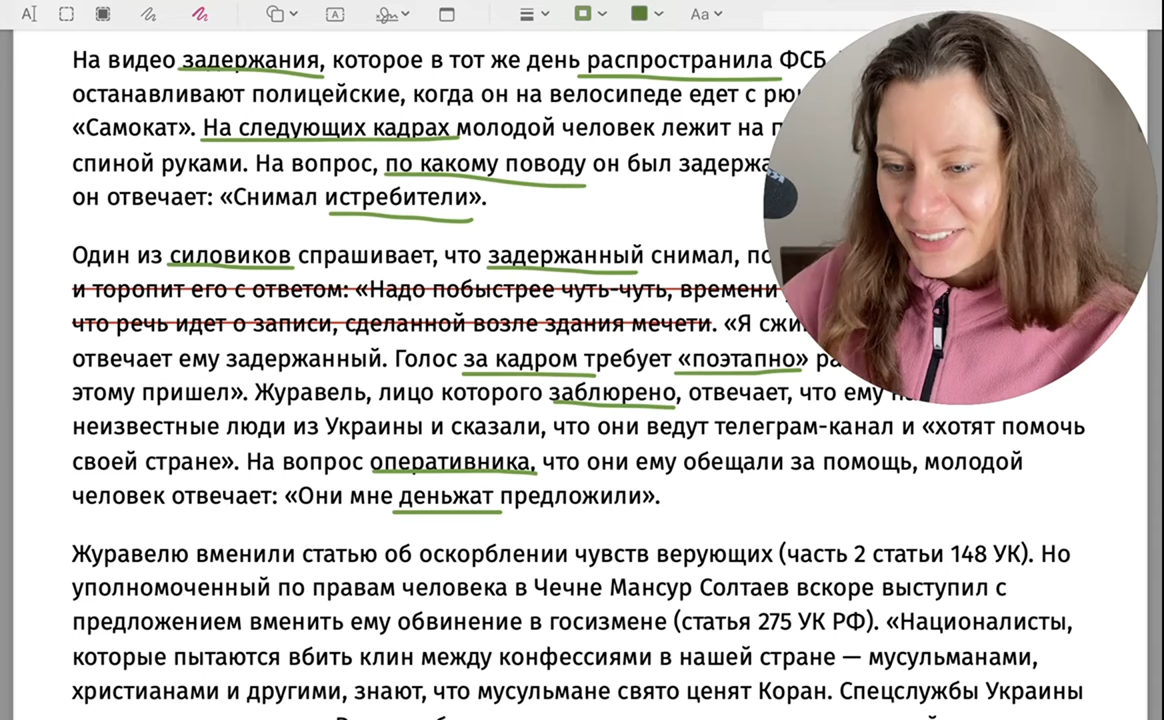 Aa
На видео задержания, которое в тот же день распространила ФСБ,
останавливают полицейские, когда он на велосипеде едет с
«Самокат». На следующих кадрах молодой человек лежит на
спиной руками. На вопрос, по какому поводу он был
он отвечает: «Снимал истребители».
Один из силовиков спрашивает, что задержанный снимал,
и торопит его с ответом: «Надо побыстрее чуть-чуть, времени
что речь идет о записи, сделанной возле здания мечети. «Я
отвечает ему задержанный. Голос за кадром требует «поэтапно»
этому пришел». Журавель, лицо которого заблюрено, отвечает, что ему
неизвестные люди из Украины и сказали, что они ведут телеграм-канал и «хотят помочь
своей стране». На вопрос оперативника, что они ему обещали за помощь, молодой
человек отвечает: «Они мне деньжат предложили».
Журавелю вменили статью об оскорблении чувств верующих (часть 2 статьи 148 УК). Но
уполномоченный по правам человека в Чечне Мансур Солтаев вскоре выступил с
предложением вменить ему обвинение в госизмене (статья 275 УК РФ). «Националисты,
которые пытаются вбить клин между конфессиями в нашей стране — мусульманами,
христианами и другими, знают, что мусульмане свято ценят Коран. Спецслужбы Украины